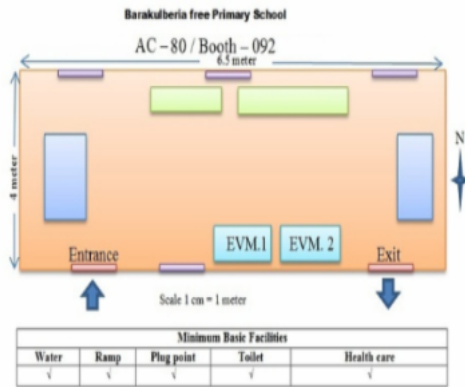 Barakulberia free Primary School
AC – 80 / Booth – 092
6.5 meter
4 meter
N
EVM.1 EVM. 2
Entrance Exit
Scale 1 cm = 1 meter
Minimum Basic Facilities
Water Ramp Plug point Toilet Health care
√ √ √ √ √